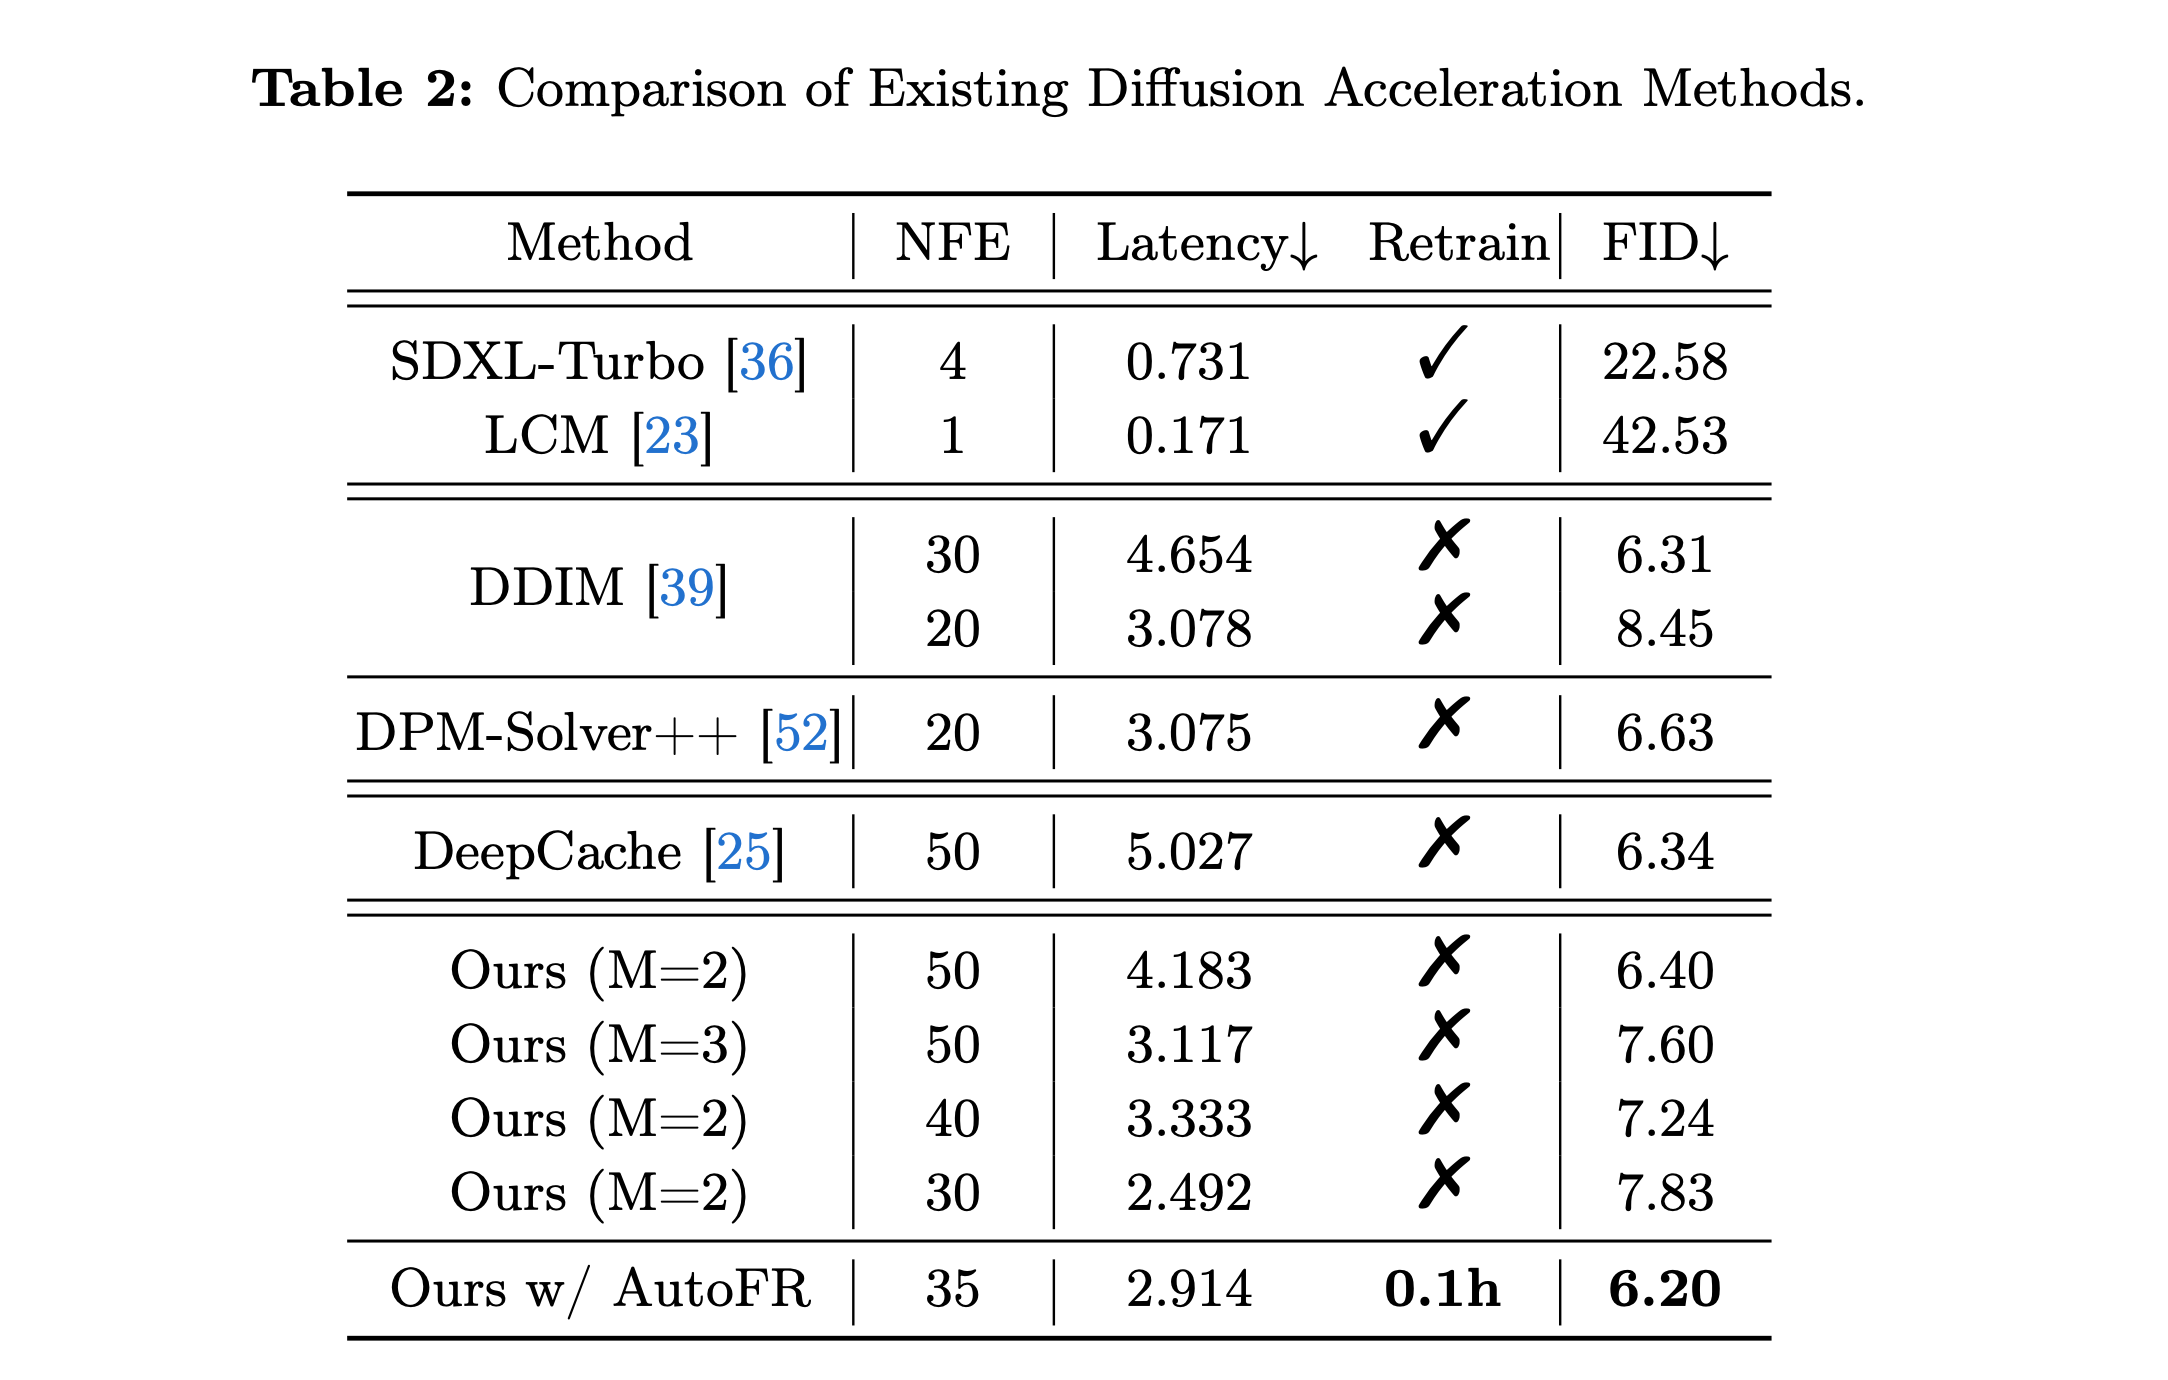 Table 2: Comparison of Existing Diffusion Acceleration Methods.
Method NFE Latency↓ Retrain FID↓
SDXL-Turbo [36] 4 0.731 ✓ 22.58
LCM [23] 1 0.171 ✓ 42.53
DDIM [39] 30 4.654 ✗ 6.31
20 3.078 ✗ 8.45
DPM-Solver++ [52] 20 3.075 ✗ 6.63
DeepCache [25] 50 5.027 ✗ 6.34
Ours (M=2) 50 4.183 ✗ 6.40
Ours (M=3) 50 3.117 ✗ 7.60
Ours (M=2) 40 3.333 ✗ 7.24
Ours (M=2) 30 2.492 ✗ 7.83
Ours w/ AutoFR 35 2.914 0.1h 6.20